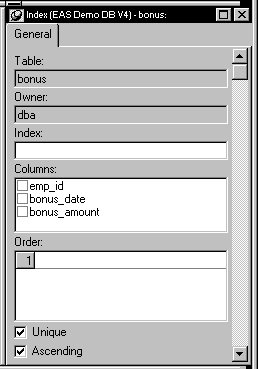 Index (EAS Demo DB V4) - bonus:
General
Table:
bonus
Owner:
dba
Index:
Columns:
emp_id
bonus_date
bonus_amount
Order:
1
Unique
Ascending